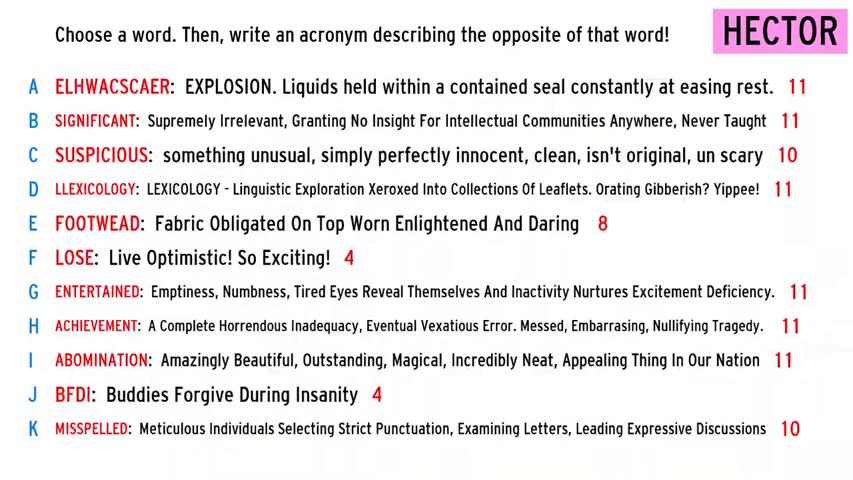 Choose a word. Then, write an acronym describing the opposite of that word!
HECTOR
A ELHWACSCAER: EXPLOSION. Liquids held within a contained seal constantly at easing rest. 11
B SIGNIFICANT: Supremely Irrelevant, Granting No Insight For Intellectual Communities Anywhere, Never Taught 11
C SUSPICIOUS: something unusual, simply perfectly innocent, clean, isn't original, un scary 10
D LLEXICOLOGY: LEXICOLOGY - Linguistic Exploration Xeroxed Into Collections Of Leaflets. Orating Gibberish? Yippee! 11
E FOOTWEAD: Fabric Obligated On Top Worn Enlightened And Daring 8
F LOSE: Live Optimistic! So Exciting! 4
G ENTERTAINED: Emptiness, Numbness, Tired Eyes Reveal Themselves And Inactivity Nurtures Excitement Deficiency. 11
H ACHIEVEMENT: A Complete Horrendous Inadequacy, Eventual Vexatious Error. Messed, Embarrasing, Nullifying Tragedy. 11
I ABOMINATION: Amazingly Beautiful, Outstanding, Magical, Incredibly Neat, Appealing Thing In Our Nation 11
J BFDI: Buddies Forgive During Insanity 4
K MISSPELLED: Meticulous Individuals Selecting Strict Punctuation, Examining Letters, Leading Expressive Discussions 10